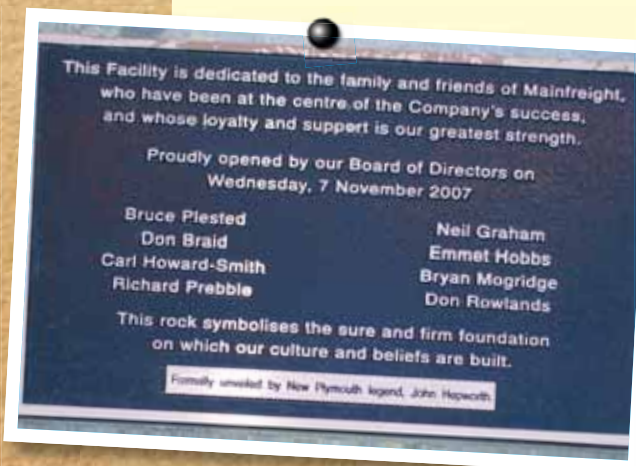 This Facility is dedicated to the family and friends of Mainfreight,
who have been at the centre of the Company's success,
and whose loyalty and support is our greatest strength.
Proudly opened by our Board of Directors on
Wednesday, 7 November 2007
Bruce Plested
Don Braid
Carl Howard-Smith
Richard Prebble
Neil Graham
Emmet Hobbs
Bryan Mogridge
Don Rowlands
This rock symbolises the sure and firm foundation
on which our culture and beliefs are built.
Formally unveiled by New Plymouth legend, John Hepworth